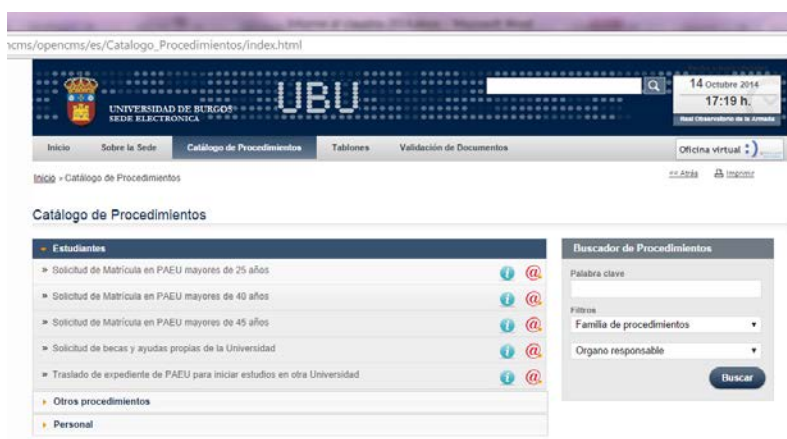 ncms/opencms/es/Catalogo_Procedimientos/index.html
UNIVERSIDAD DE BURGOS
SEDE ELECTRÓNICA
UBU
14 Octubre 2014
17:19 h.
Real Observatorio de la Armada
Inicio Sobre la Sede Catálogo de Procedimientos Tablones Validación de Documentos
Oficina virtual :)
Inicio » Catálogo de Procedimientos
<< Atrás Imprimir
Catálogo de Procedimientos
Estudiantes
» Solicitud de Matrícula en PAEU mayores de 25 años
» Solicitud de Matrícula en PAEU mayores de 40 años
» Solicitud de Matrícula en PAEU mayores de 45 años
» Solicitud de becas y ayudas propias de la Universidad
» Traslado de expediente de PAEU para iniciar estudios en otra Universidad
Otros procedimientos
Personal
Buscador de Procedimientos
Palabra clave
Filtros
Familia de procedimientos
Organo responsable
Buscar